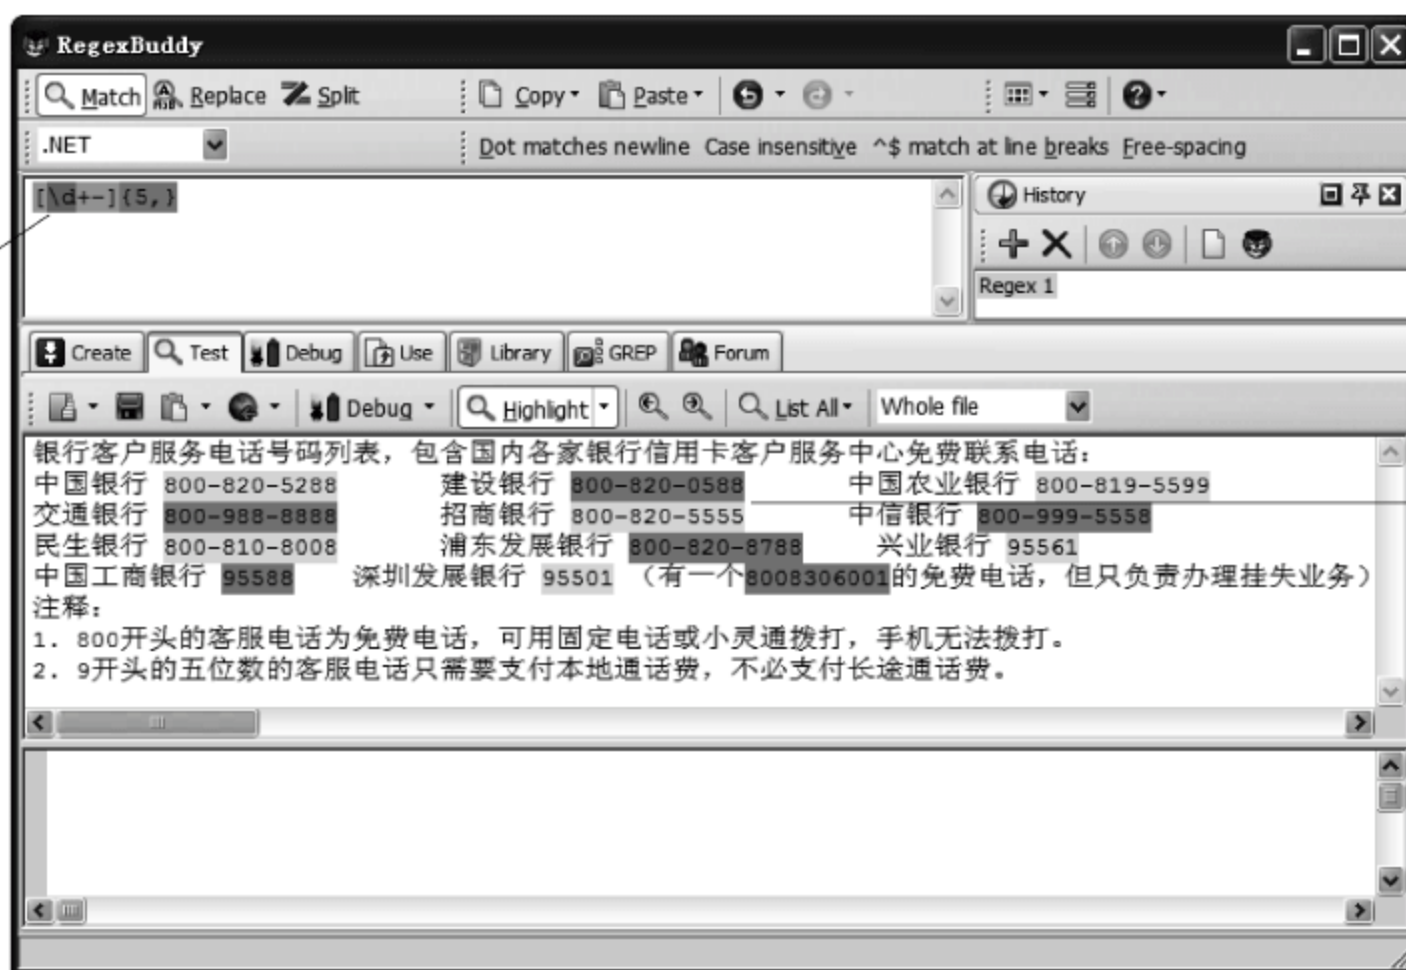 RegexBuddy
Match Replace Split Copy Paste
.NET Dot matches newline Case insensitive ^$ match at line breaks Free-spacing
[\d+-]{5,}
History
Regex 1
Create Test Debug Use Library GREP Forum
Debug Highlight List All Whole file
银行客户服务电话号码列表，包含国内各家银行信用卡客户服务中心免费联系电话：
中国银行 800-820-5288 建设银行 800-820-0588 中国农业银行 800-819-5599
交通银行 800-988-8888 招商银行 800-820-5555 中信银行 800-999-5558
民生银行 800-810-8008 浦东发展银行 800-820-8788 兴业银行 95561
中国工商银行 95588 深圳发展银行 95501 （有一个8008306001的免费电话，但只负责办理挂失业务）
注释：
1. 800开头的客服电话为免费电话，可用固定电话或小灵通拨打，手机无法拨打。
2. 9开头的五位数的客服电话只需要支付本地通话费，不必支付长途通话费。